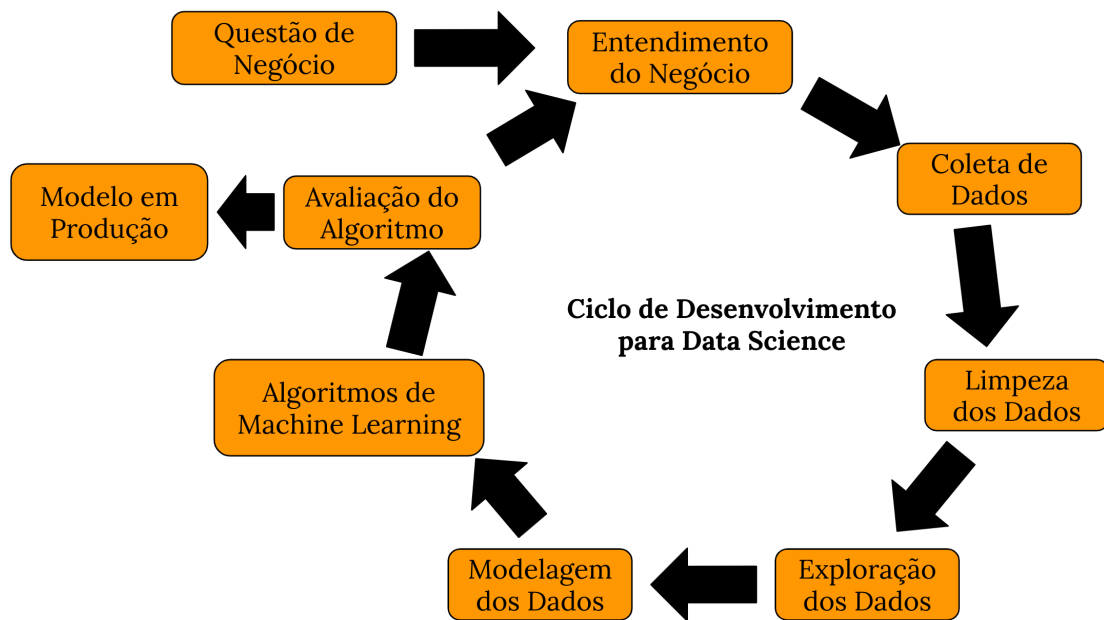 Questão de
Negócio
Entendimento
do Negócio
Coleta de
Dados
Limpeza
dos Dados
Exploração
dos Dados
Modelagem
dos Dados
Algoritmos de
Machine Learning
Avaliação do
Algoritmo
Modelo em
Produção
Ciclo de Desenvolvimento
para Data Science